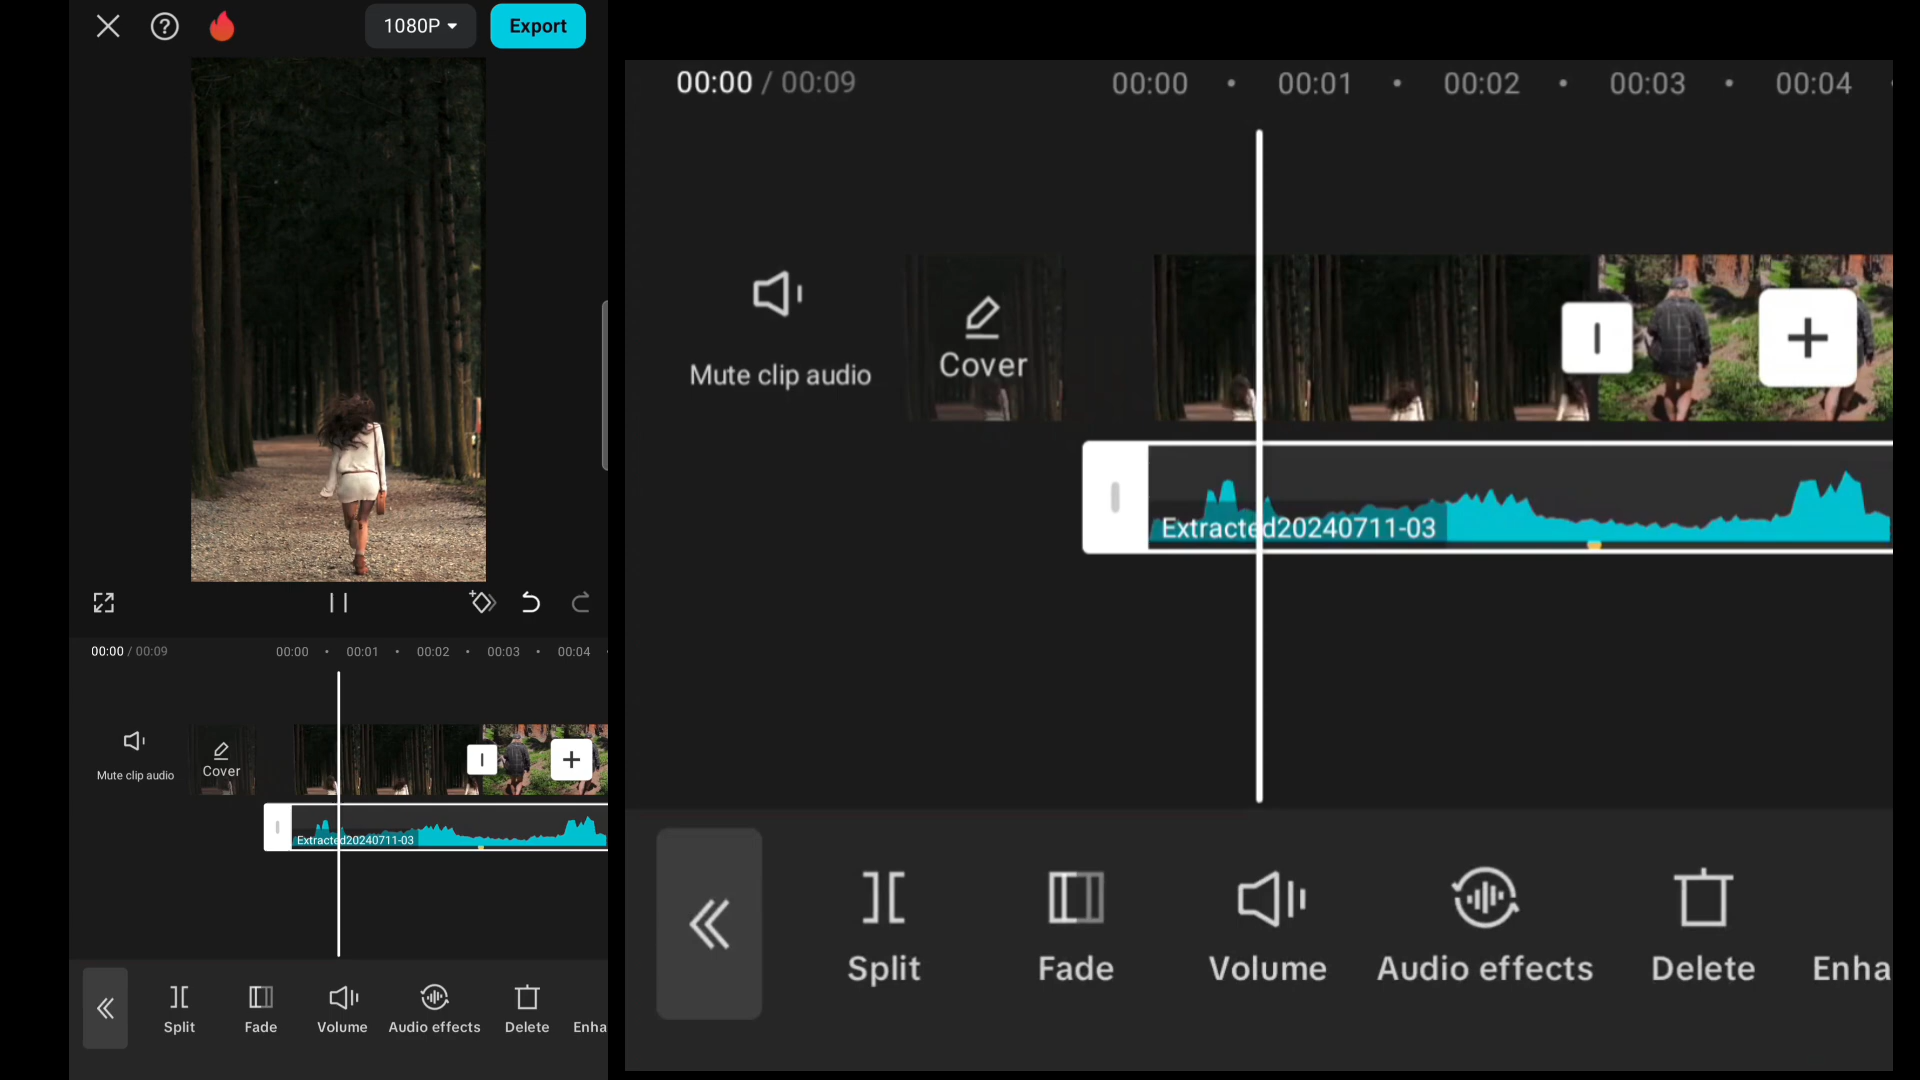 1080P
Export
00:00 / 00:09
00:00 • 00:01 • 00:02 • 00:03 • 00:04
Mute clip audio
Cover
Extracted20240711-03
Split
Fade
Volume
Audio effects
Delete
Enha
00:00 / 00:09
00:00 • 00:01 • 00:02 • 00:03 • 00:04
Mute clip audio
Cover
Extracted20240711-03
Split
Fade
Volume
Audio effects
Delete
Enha